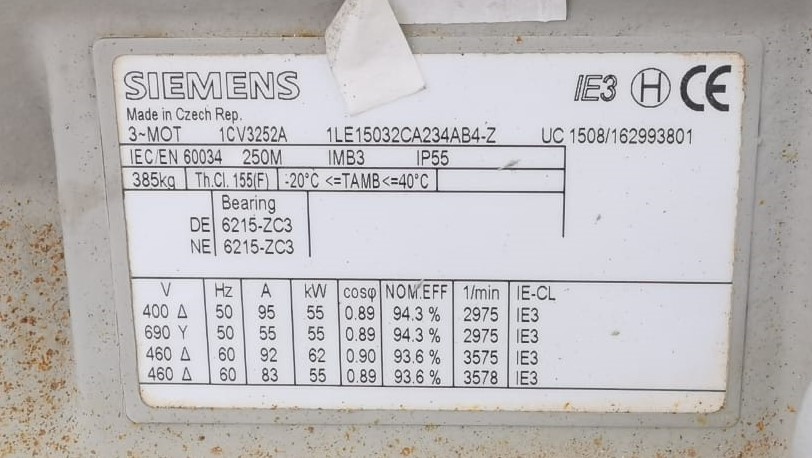 SIEMENS IE3 H CE
Made in Czech Rep.
3~MOT 1CV3252A 1LE15032CA234AB4-Z UC 1508/162993801
IEC/EN 60034 250M IMB3 IP55
385kg Th.Cl. 155(F) -20°C <=TAMB<=40°C
Bearing
DE 6215-ZC3
NE 6215-ZC3
V Hz A kW cosφ NOM.EFF 1/min IE-CL
400 Δ 50 95 55 0.89 94.3 % 2975 IE3
690 Y 50 55 55 0.89 94.3 % 2975 IE3
460 Δ 60 92 62 0.90 93.6 % 3575 IE3
460 Δ 60 83 55 0.89 93.6 % 3578 IE3